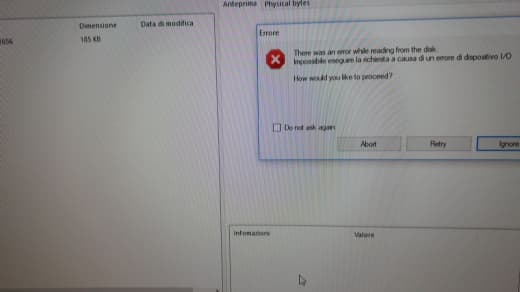 Anteprima Physical bytes
Dimensione Data di modifica
1656 185 KB
Errore
There was an error while reading from the disk.
Impossibile eseguire la richiesta a causa di un errore di dispositivo I/O
How would you like to proceed?
Do not ask again
Abort Retry Ignore
Infomazioni Valore